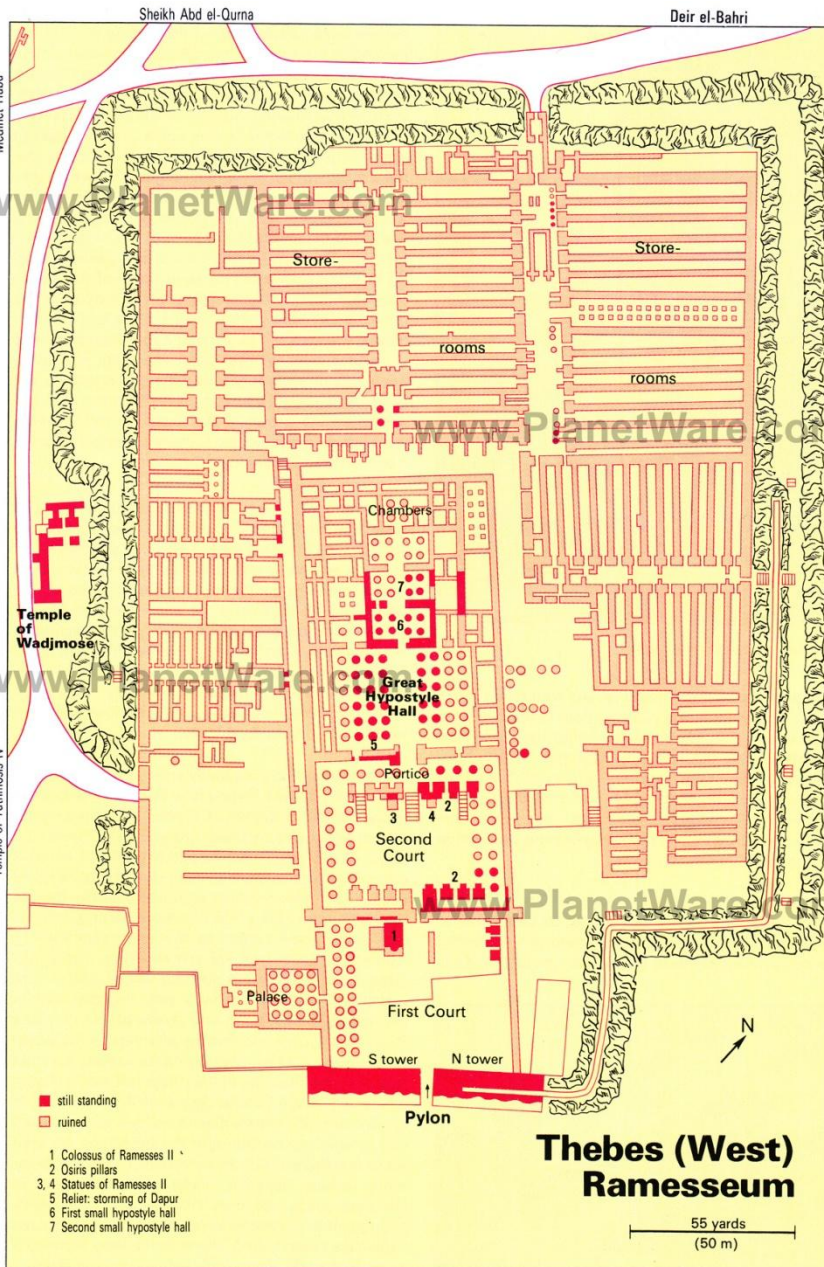 Sheikh Abd el-Qurna
Deir el-Bahri
www.PlanetWare.com
Store-
Store-
rooms
rooms
www.PlanetWare.com
Chambers
7
6
Temple
of
Wadjmose
www.PlanetWare.com
Great
Hypostyle
Hall
5
Portico
2
3
4
Second
Court
2
www.PlanetWare.com
1
Palace
First Court
N
S tower
N tower
Pylon
still standing
ruined
1 Colossus of Ramesses II
2 Osiris pillars
3, 4 Statues of Ramesses II
5 Relief: storming of Dapur
6 First small hypostyle hall
7 Second small hypostyle hall
Thebes (West)
Ramesseum
55 yards
(50 m)